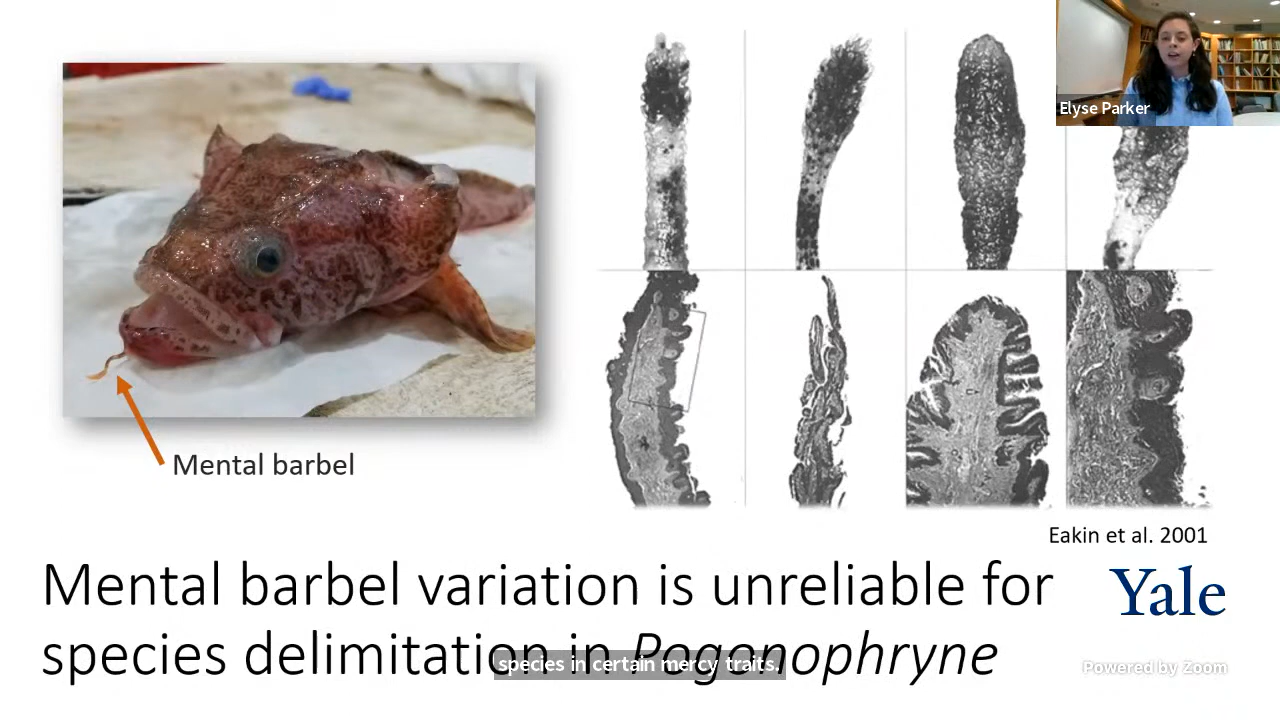 Elyse Parker
Mental barbel
Eakin et al. 2001
Mental barbel variation is unreliable for
species delimitation in Pogonophryne
Yale
species in certain mercy traits.
Powered by Zoom